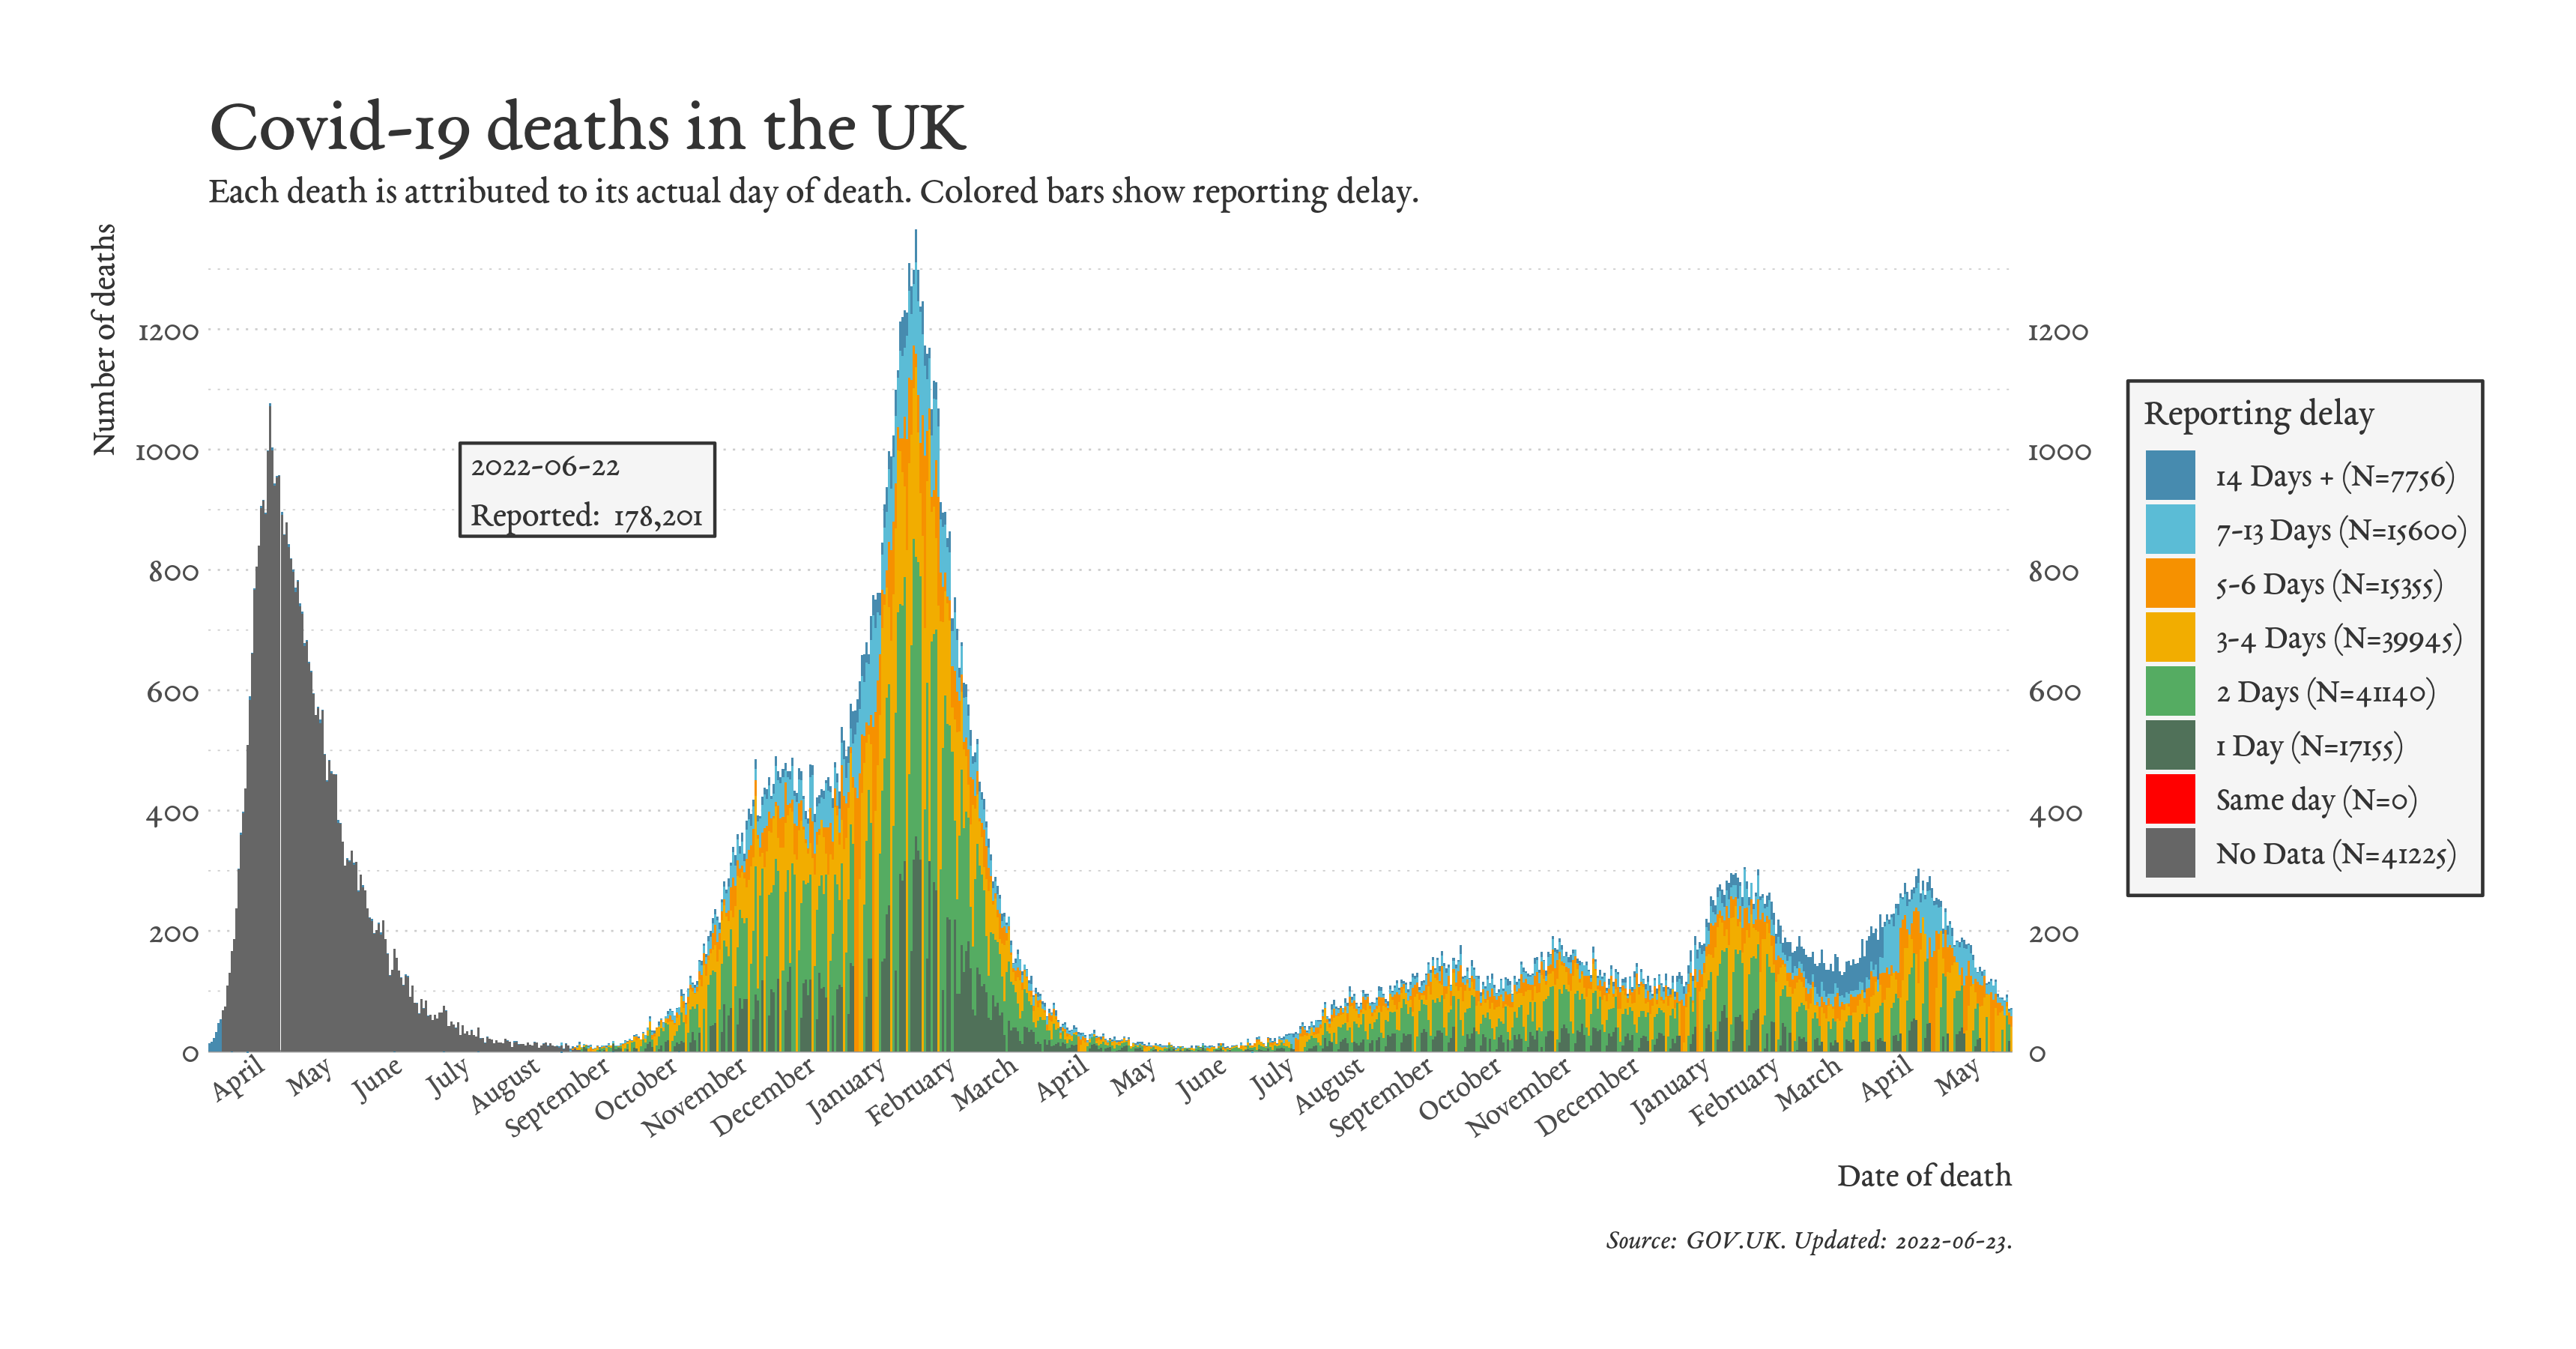 Covid-19 deaths in the UK
Each death is attributed to its actual day of death. Colored bars show reporting delay.
Number of deaths
1200
1000
800
600
400
200
0
2022-06-22
Reported: 178,201
1200
1000
800
600
400
200
0
April
May
June
July
August
September
October
November
December
January
February
March
April
May
June
July
August
September
October
November
December
January
February
March
April
May
Date of death
Source: GOV.UK. Updated: 2022-06-23.
Reporting delay
14 Days + (N=7756)
7-13 Days (N=15600)
5-6 Days (N=15355)
3-4 Days (N=39945)
2 Days (N=41140)
1 Day (N=17155)
Same day (N=0)
No Data (N=41225)